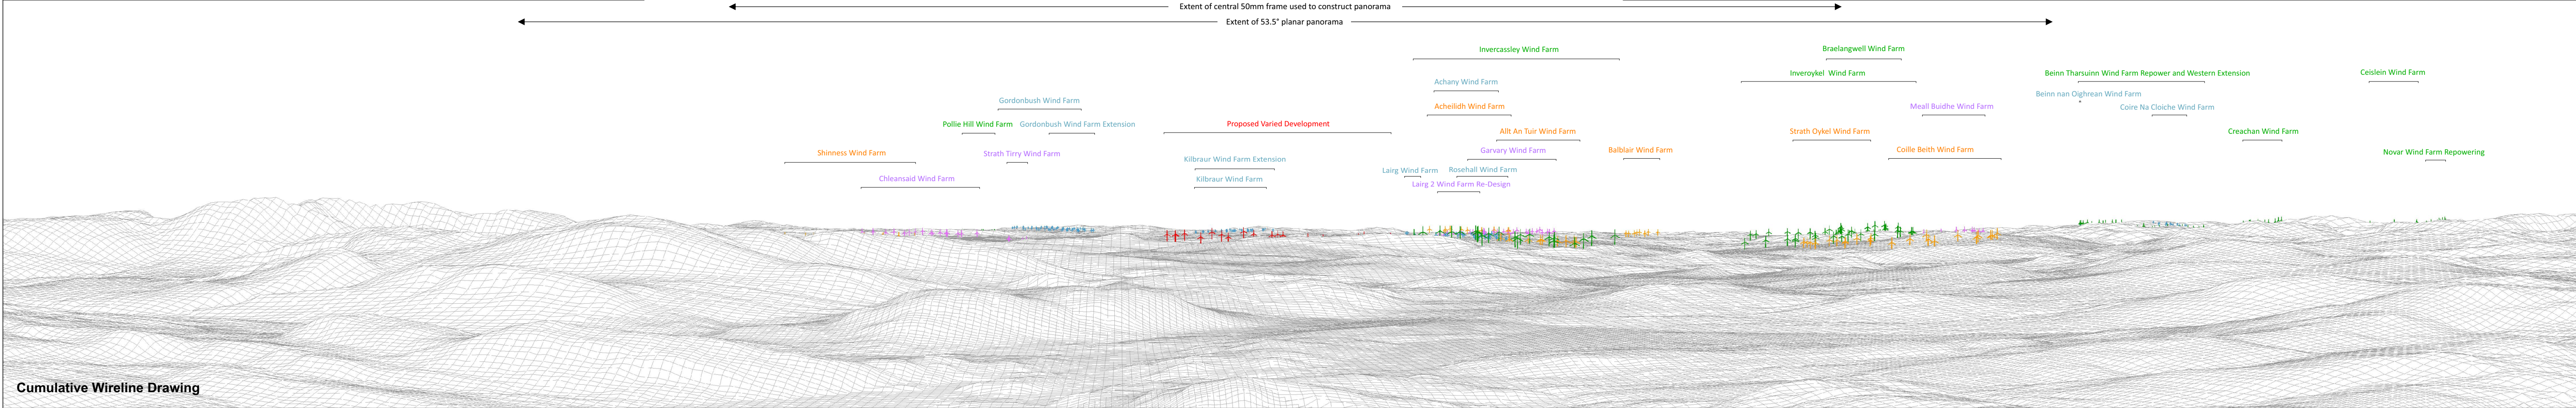 Extent of central 50mm frame used to construct panorama
Extent of 53.5° planar panorama
Invercassley Wind Farm
Braelangwell Wind Farm
Inveroykel Wind Farm
Beinn Tharsuinn Wind Farm Repower and Western Extension
Ceislein Wind Farm
Achany Wind Farm
Beinn nan Oighrean Wind Farm
Gordonbush Wind Farm
Acheilidh Wind Farm
Meall Buidhe Wind Farm
Coire Na Cloiche Wind Farm
Pollie Hill Wind Farm
Gordonbush Wind Farm Extension
Proposed Varied Development
Allt An Tuir Wind Farm
Strath Oykel Wind Farm
Creachan Wind Farm
Shinness Wind Farm
Strath Tirry Wind Farm
Garvary Wind Farm
Balblair Wind Farm
Coille Beith Wind Farm
Novar Wind Farm Repowering
Kilbraur Wind Farm Extension
Lairg Wind Farm
Rosehall Wind Farm
Chleansaid Wind Farm
Kilbraur Wind Farm
Lairg 2 Wind Farm Re-Design
Cumulative Wireline Drawing